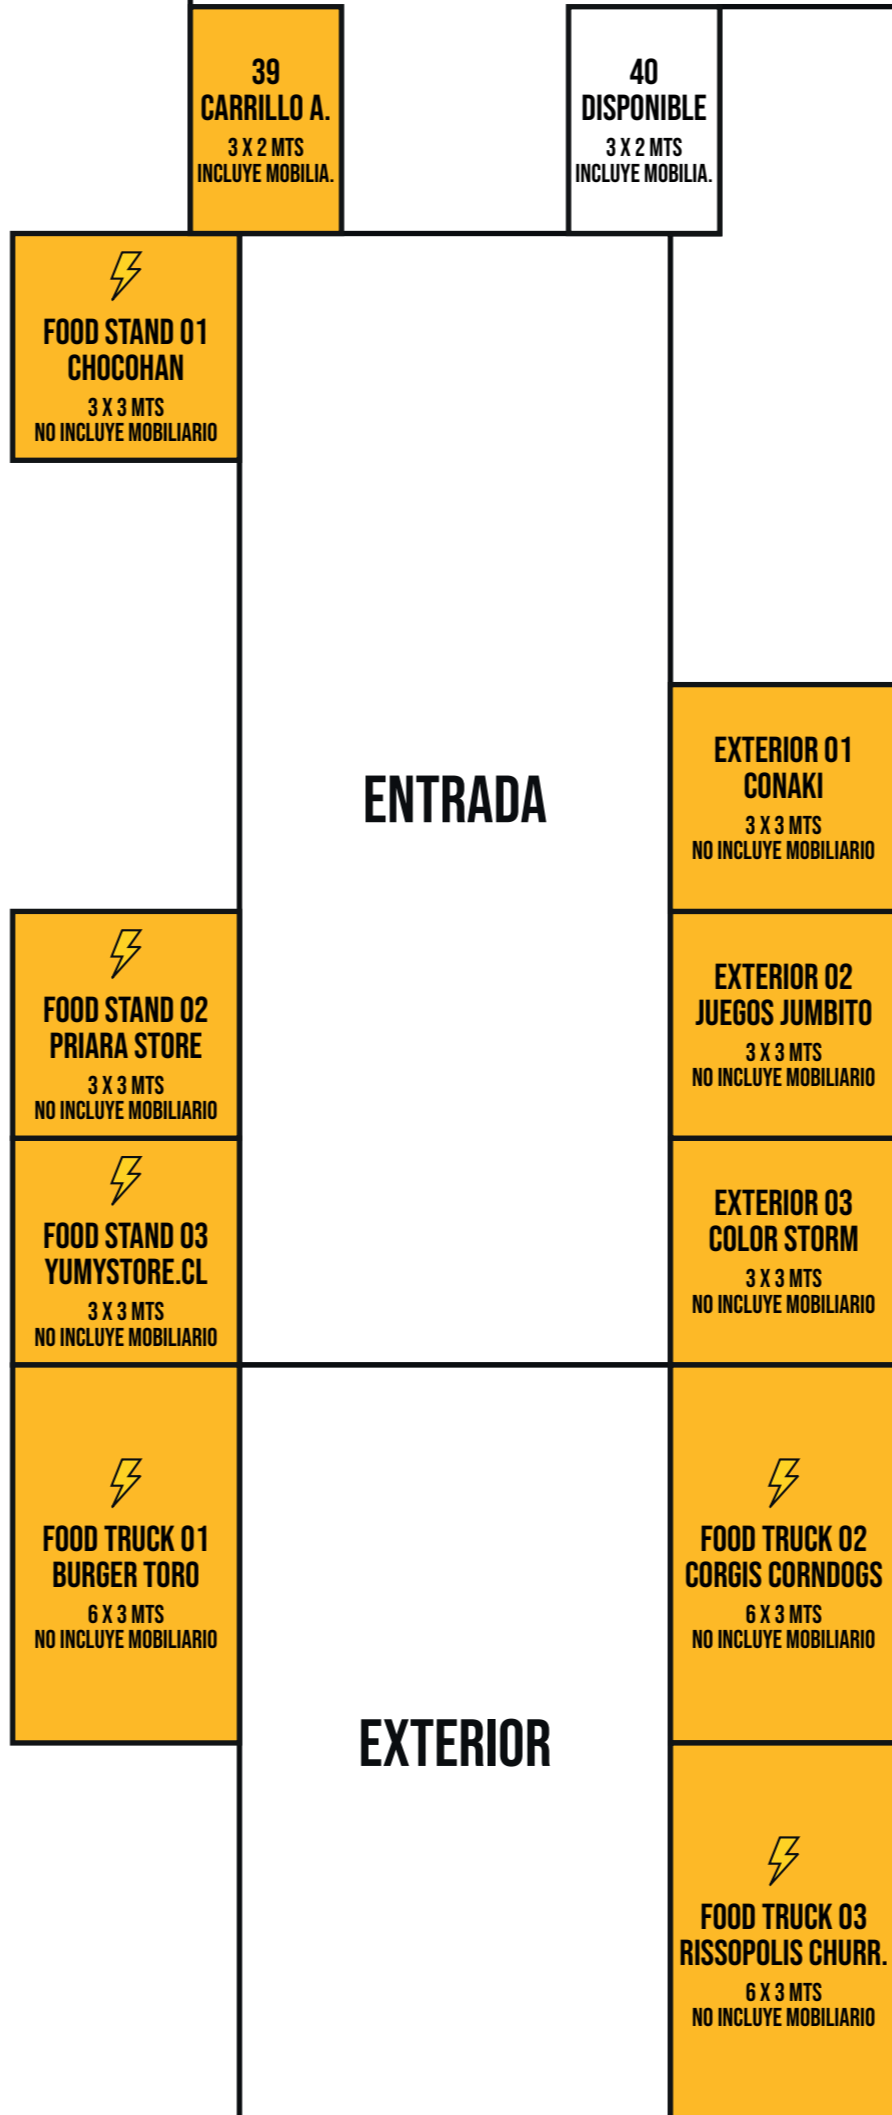 39
CARRILLO A.
3 X 2 MTS
INCLUYE MOBILIA.
40
DISPONIBLE
3 X 2 MTS
INCLUYE MOBILIA.
FOOD STAND 01
CHOCOHAN
3 X 3 MTS
NO INCLUYE MOBILIARIO
ENTRADA
EXTERIOR 01
CONAKI
3 X 3 MTS
NO INCLUYE MOBILIARIO
FOOD STAND 02
PRIARA STORE
3 X 3 MTS
NO INCLUYE MOBILIARIO
EXTERIOR 02
JUEGOS JUMBITO
3 X 3 MTS
NO INCLUYE MOBILIARIO
FOOD STAND 03
YUMYSTORE.CL
3 X 3 MTS
NO INCLUYE MOBILIARIO
EXTERIOR 03
COLOR STORM
3 X 3 MTS
NO INCLUYE MOBILIARIO
FOOD TRUCK 01
BURGER TORO
6 X 3 MTS
NO INCLUYE MOBILIARIO
FOOD TRUCK 02
CORGIS CORNDOGS
6 X 3 MTS
NO INCLUYE MOBILIARIO
EXTERIOR
FOOD TRUCK 03
RISSOPOLIS CHURR.
6 X 3 MTS
NO INCLUYE MOBILIARIO